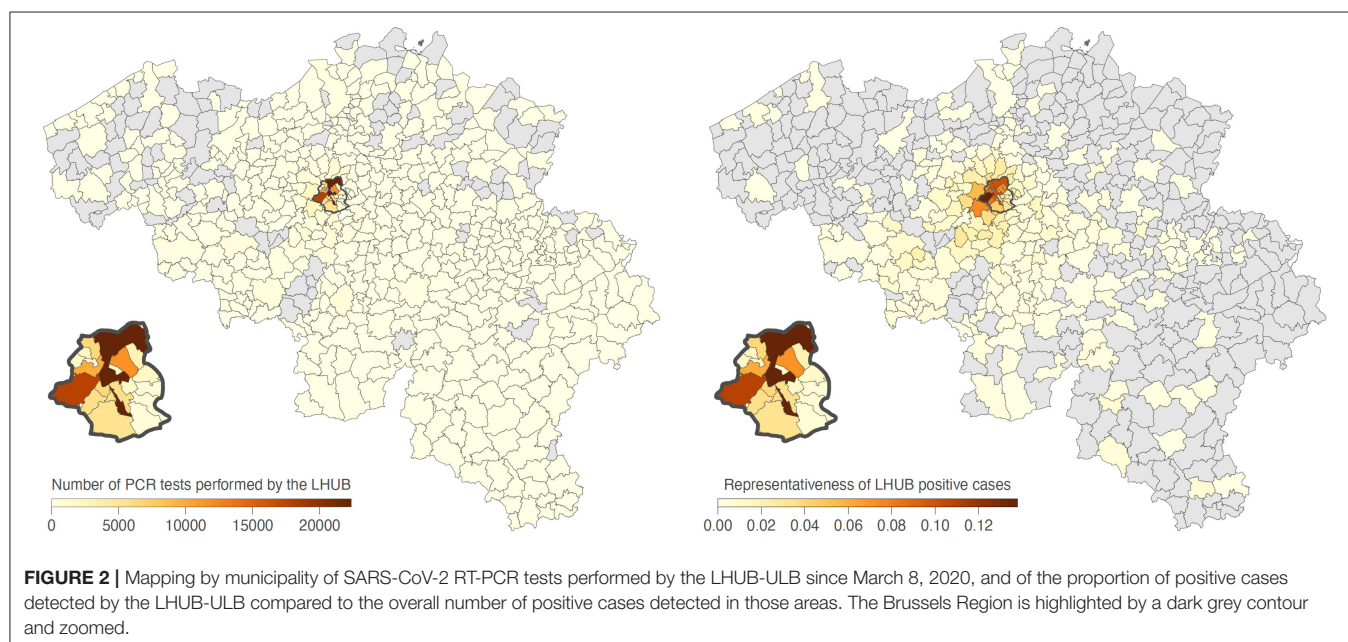 Number of PCR tests performed by the LHUB
0 5000 10000 15000 20000
Representativeness of LHUB positive cases
0.00 0.02 0.04 0.06 0.08 0.10 0.12
FIGURE 2 | Mapping by municipality of SARS-CoV-2 RT-PCR tests performed by the LHUB-ULB since March 8, 2020, and of the proportion of positive cases
detected by the LHUB-ULB compared to the overall number of positive cases detected in those areas. The Brussels Region is highlighted by a dark grey contour
and zoomed.